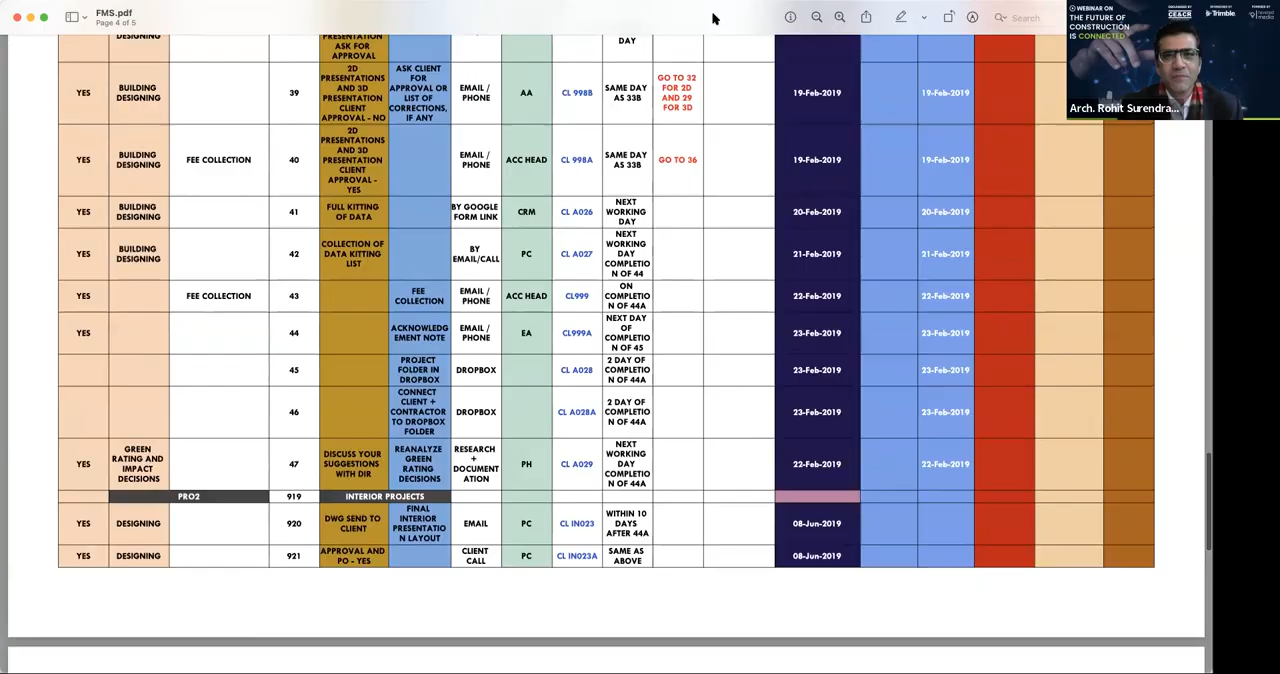 FMS.pdf
Page 4 of 5
Search
WEBINAR ON
THE FUTURE OF
CONSTRUCTION
IS CONNECTED
CE&CR
Trimble
Arch. Rohit Surendra...
DESIGNING
PRESENTATION
ASK FOR
APPROVAL
DAY
YES
BUILDING
DESIGNING
39
2D
PRESENTATIONS
AND 3D
PRESENTATION
CLIENT
APPROVAL - NO
ASK CLIENT
FOR
APPROVAL OR
LIST OF
CORRECTIONS,
IF ANY
EMAIL /
PHONE
AA
CL 998B
SAME DAY
AS 33B
GO TO 32
FOR 2D
AND 29
FOR 3D
19-Feb-2019
19-Feb-2019
YES
BUILDING
DESIGNING
FEE COLLECTION
40
2D
PRESENTATIONS
AND 3D
PRESENTATION
CLIENT
APPROVAL -
YES
EMAIL /
PHONE
ACC HEAD
CL 998A
SAME DAY
AS 33B
GO TO 36
19-Feb-2019
19-Feb-2019
YES
BUILDING
DESIGNING
41
FULL KITTING
OF DATA
BY GOOGLE
FORM LINK
CRM
CL A026
NEXT
WORKING
DAY
20-Feb-2019
20-Feb-2019
YES
BUILDING
DESIGNING
42
COLLECTION OF
DATA KITTING
LIST
BY
EMAIL/CALL
PC
CL A027
NEXT
WORKING
DAY
COMPLETIO
N OF 44
21-Feb-2019
21-Feb-2019
YES
FEE COLLECTION
43
FEE
COLLECTION
EMAIL /
PHONE
ACC HEAD
CL999
ON
COMPLETIO
N OF 44A
22-Feb-2019
22-Feb-2019
YES
44
ACKNOWLEDG
EMENT NOTE
EMAIL /
PHONE
EA
CL999A
NEXT DAY
OF
COMPLETIO
N OF 45
23-Feb-2019
23-Feb-2019
45
PROJECT
FOLDER IN
DROPBOX
DROPBOX
CL A028
2 DAY OF
COMPLETIO
N OF 44A
23-Feb-2019
23-Feb-2019
46
CONNECT
CLIENT +
CONTRACTOR
TO DROPBOX
FOLDER
DROPBOX
CL A028A
2 DAY OF
COMPLETIO
N OF 44A
23-Feb-2019
23-Feb-2019
YES
GREEN
RATING AND
IMPACT
DECISIONS
47
DISCUSS YOUR
SUGGESTIONS
WITH DIR
REANALYZE
GREEN
RATING
DECISIONS
RESEARCH
+
DOCUMENT
ATION
PH
CL A029
NEXT
WORKING
DAY
COMPLETIO
N OF 44A
22-Feb-2019
22-Feb-2019
PRO2
919
INTERIOR PROJECTS
YES
DESIGNING
920
DWG SEND TO
CLIENT
FINAL
INTERIOR
PRESENTATIO
N LAYOUT
EMAIL
PC
CL IN023
WITHIN 10
DAYS
AFTER 44A
08-Jun-2019
YES
DESIGNING
921
APPROVAL AND
PO - YES
CLIENT
CALL
PC
CL IN023A
SAME AS
ABOVE
08-Jun-2019